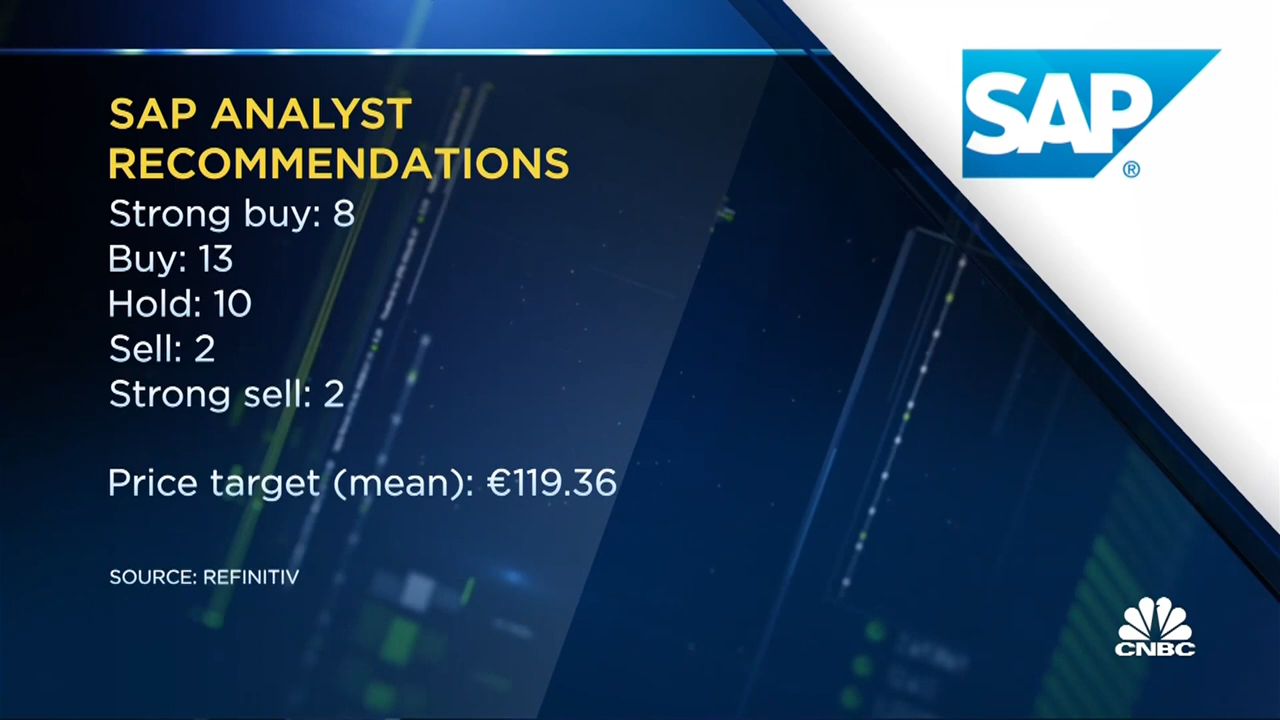 SAP ANALYST
RECOMMENDATIONS
Strong buy: 8
Buy: 13
Hold: 10
Sell: 2
Strong sell: 2
Price target (mean): €119.36
SOURCE: REFINITIV
SAP®
CNBC